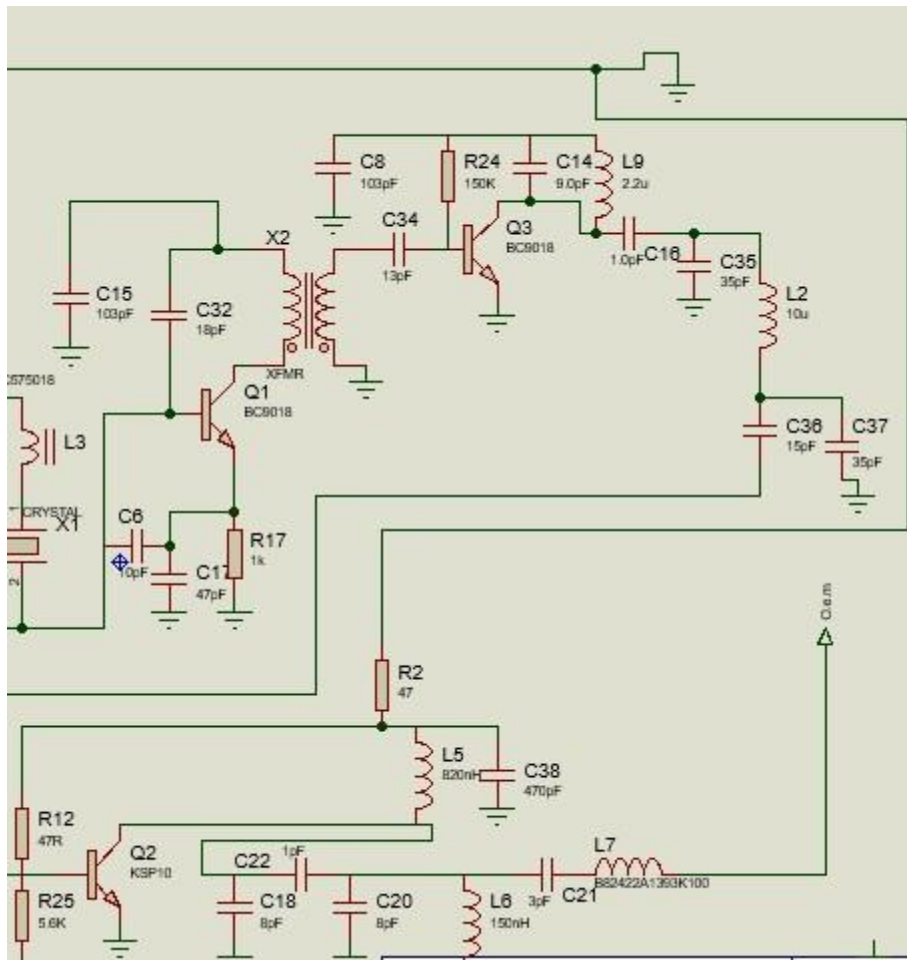 C8
103pF
R24
150K
C14
9.0pF
L9
2.2u
X2
C34
13pF
Q3
BC9018
1.0pF
C16
C35
35pF
C15
103pF
C32
18pF
L2
10u
XFMR
Q1
BC9018
C36
15pF
C37
35pF
L3
CRYSTAL
X1
C6
10pF
R17
1k
C17
47pF
2
O.e.m
R2
47
L5
820nH
C38
470pF
R12
47R
Q2
KSP10
C22
1pF
L7
B82422A1393K100
C21
3pF
R25
5.6K
C18
8pF
C20
8pF
L6
150nH